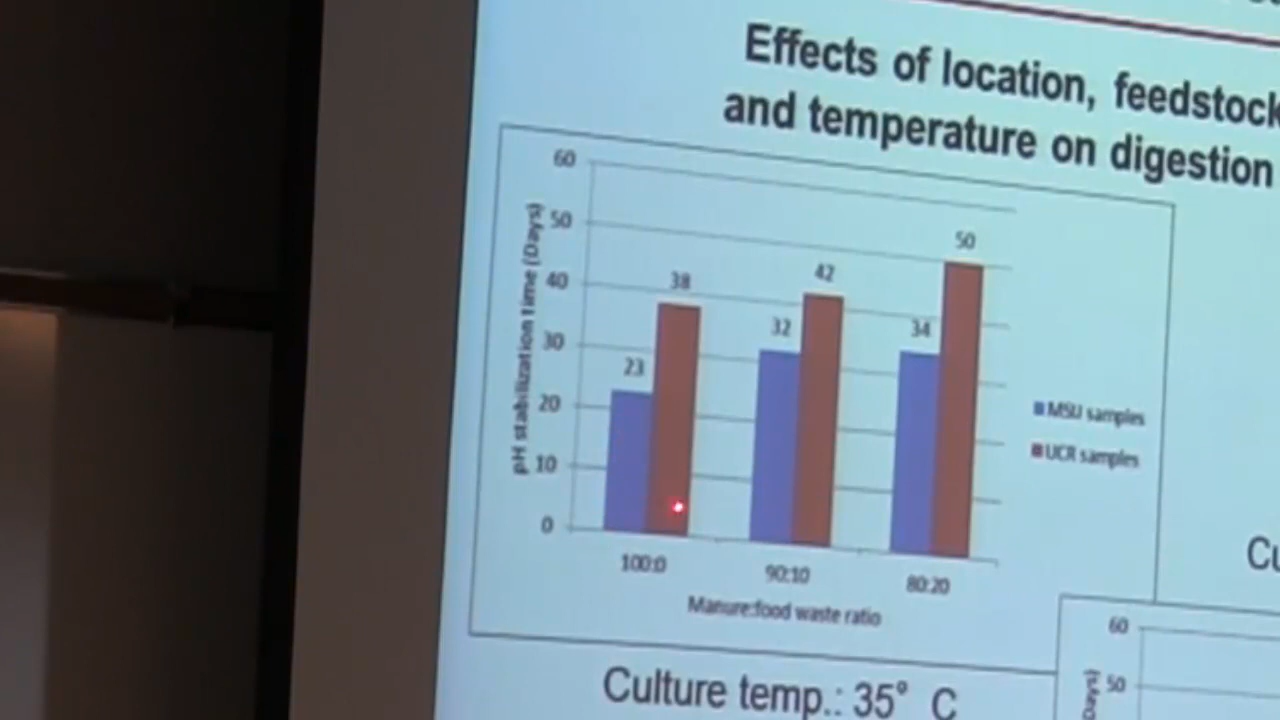 Effects of location, feedstock
and temperature on digestion
pH stabilization time (Days)
60
50
40
30
20
10
0
23
38
32
42
34
50
100:0
90:10
80:20
Manure:food waste ratio
MSU samples
UCR samples
Culture temp.: 35° C
Cu
60
50
Days)